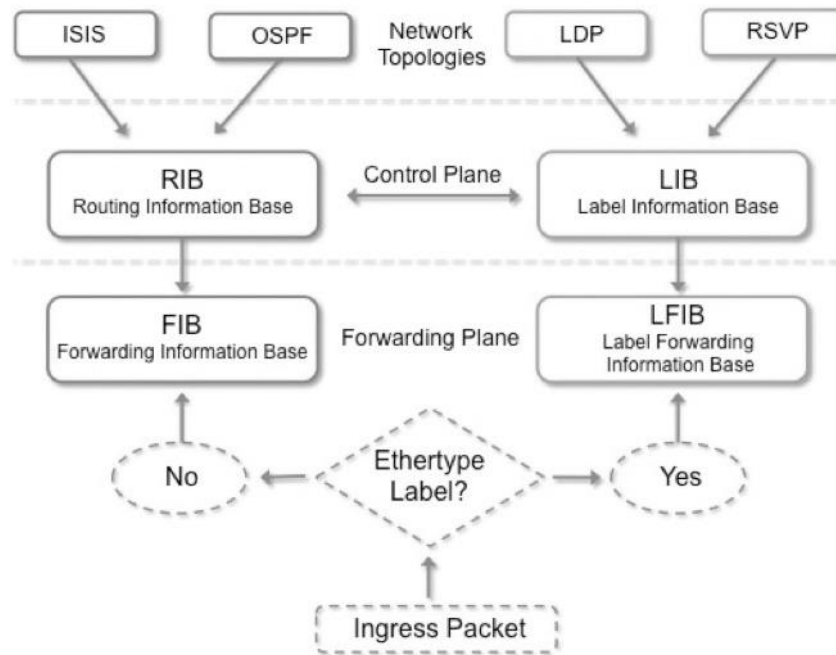 ISIS
OSPF
Network
Topologies
LDP
RSVP
RIB
Routing Information Base
Control Plane
LIB
Label Information Base
FIB
Forwarding Information Base
Forwarding Plane
LFIB
Label Forwarding
Information Base
No
Ethertype
Label?
Yes
Ingress Packet